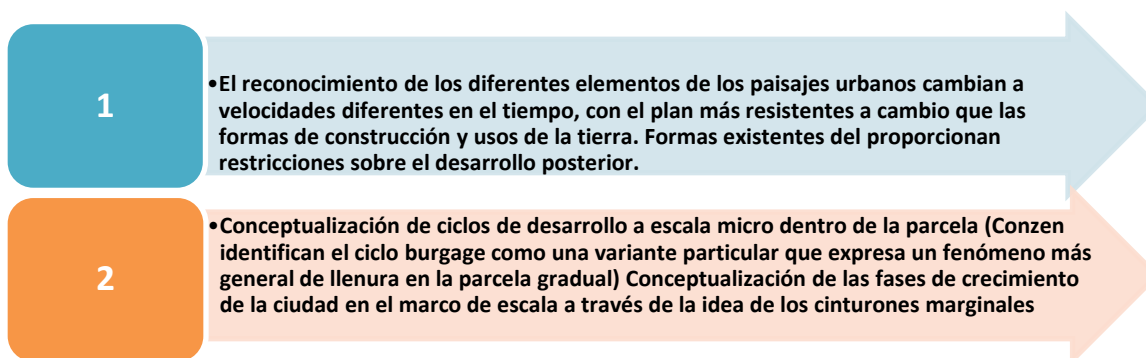 1
•El reconocimiento de los diferentes elementos de los paisajes urbanos cambian a
velocidades diferentes en el tiempo, con el plan más resistentes a cambio que las
formas de construcción y usos de la tierra. Formas existentes del proporcionan
restricciones sobre el desarrollo posterior.
2
•Conceptualización de ciclos de desarrollo a escala micro dentro de la parcela (Conzen
identifican el ciclo burgage como una variante particular que expresa un fenómeno más
general de llenura en la parcela gradual) Conceptualización de las fases de crecimiento
de la ciudad en el marco de escala a través de la idea de los cinturones marginales